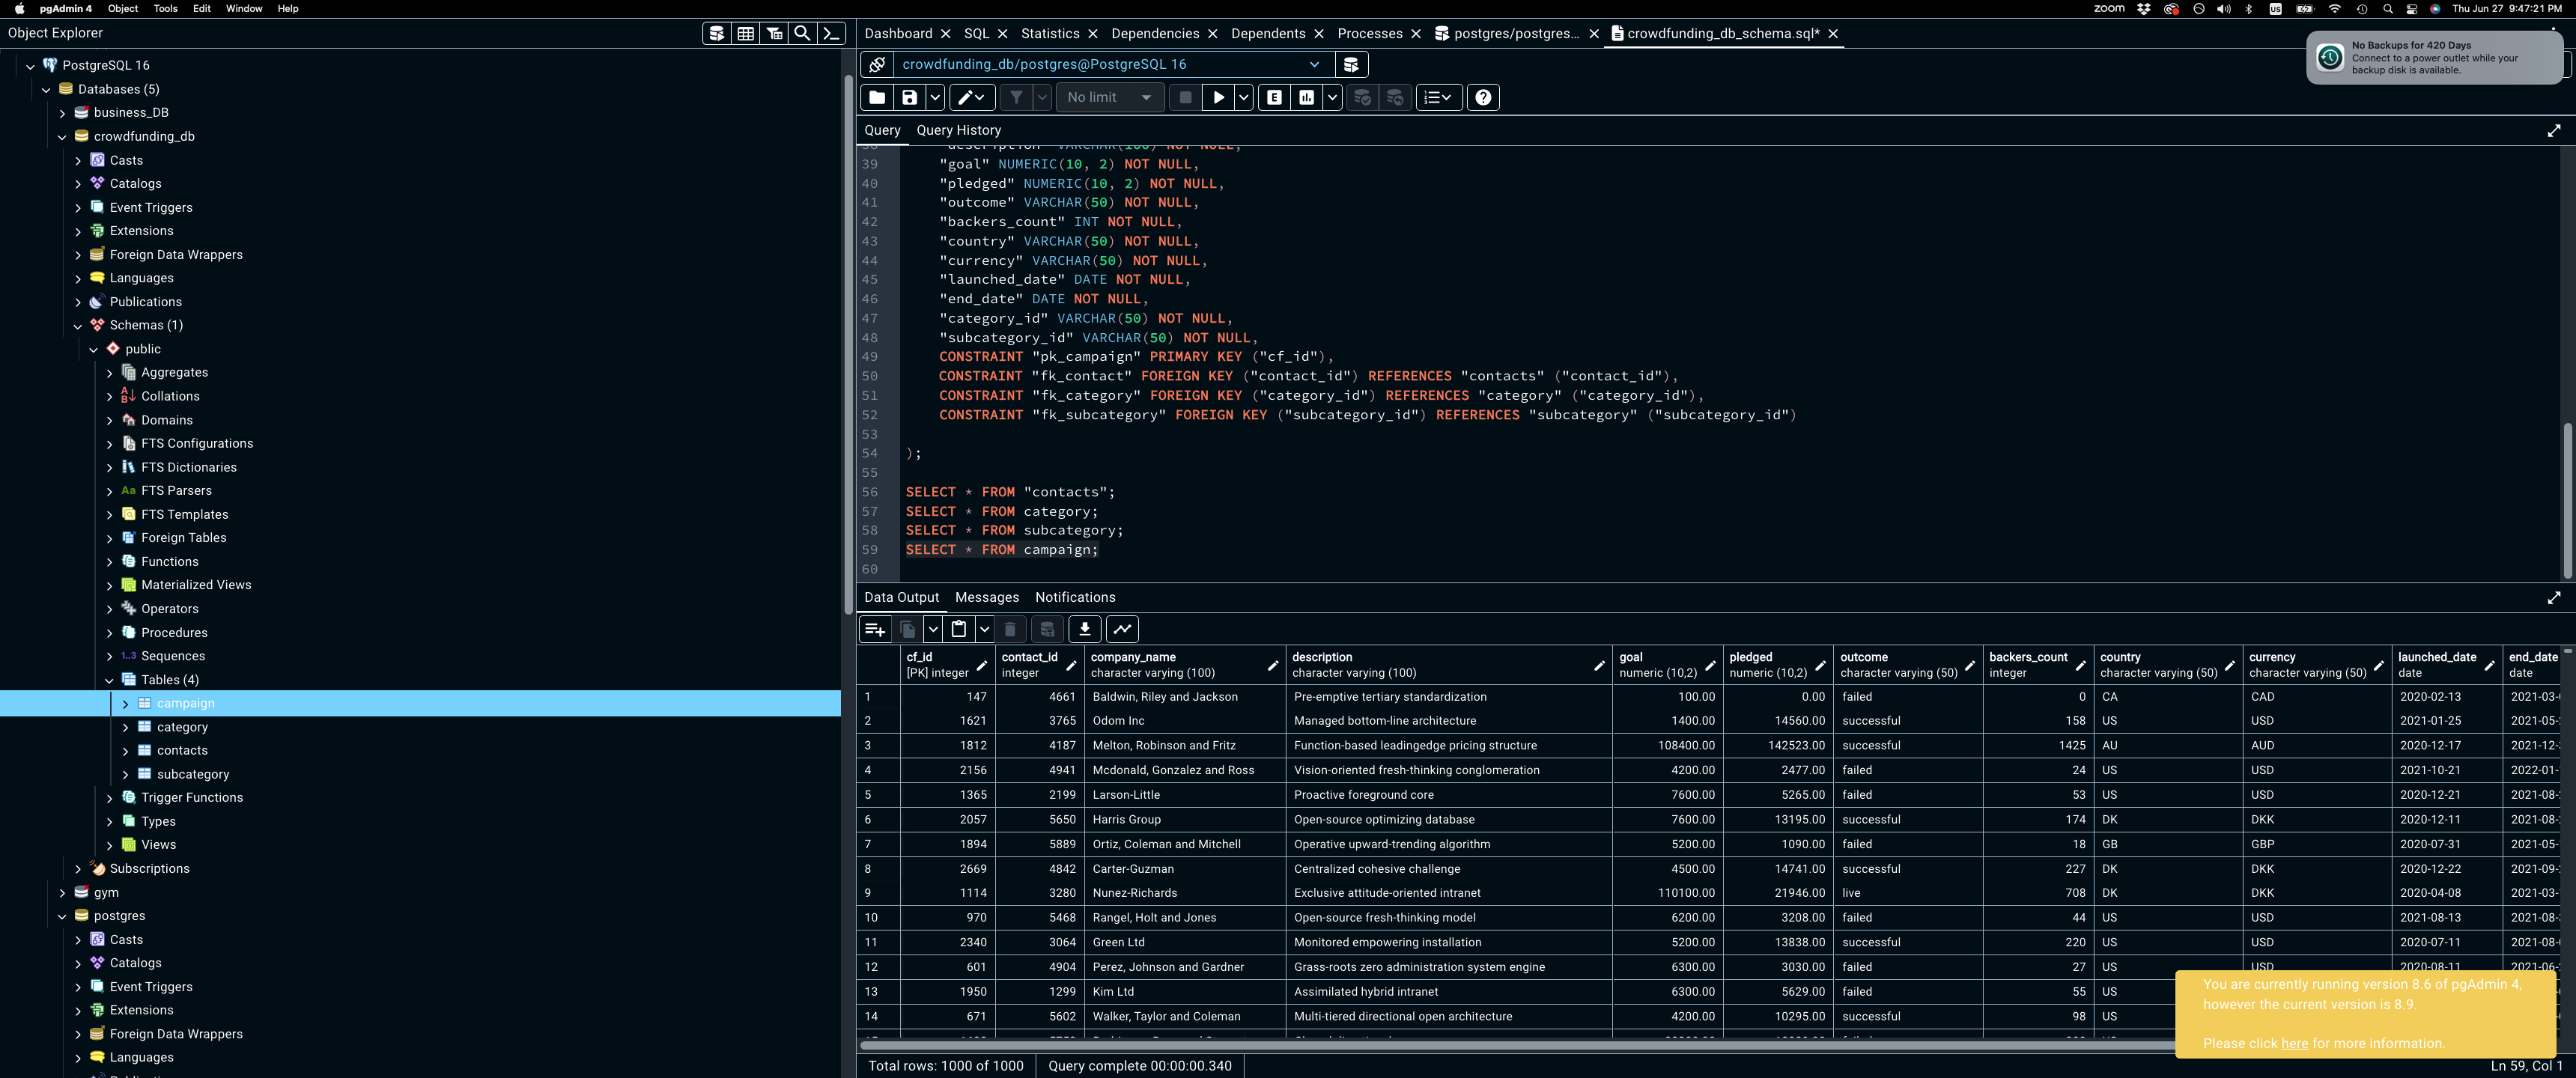 pgAdmin 4 Object Tools Edit Window Help
zoom US Thu Jun 27 9:47:21 PM
Object Explorer
PostgreSQL 16
Databases (5)
business_DB
crowdfunding_db
Casts
Catalogs
Event Triggers
Extensions
Foreign Data Wrappers
Languages
Publications
Schemas (1)
public
Aggregates
Collations
Domains
FTS Configurations
FTS Dictionaries
Aa FTS Parsers
FTS Templates
Foreign Tables
Functions
Materialized Views
Operators
Procedures
1..3 Sequences
Tables (4)
campaign
category
contacts
subcategory
Trigger Functions
Types
Views
Subscriptions
gym
postgres
Casts
Catalogs
Event Triggers
Extensions
Foreign Data Wrappers
Languages
Dashboard SQL Statistics Dependencies Dependents Processes postgres/postgres... crowdfunding_db_schema.sql*
No Backups for 420 Days
Connect to a power outlet while your
backup disk is available.
crowdfunding_db/postgres@PostgreSQL 16
No limit
E
Query Query History
38 "description" VARCHAR(100) NOT NULL,
39 "goal" NUMERIC(10, 2) NOT NULL,
40 "pledged" NUMERIC(10, 2) NOT NULL,
41 "outcome" VARCHAR(50) NOT NULL,
42 "backers_count" INT NOT NULL,
43 "country" VARCHAR(50) NOT NULL,
44 "currency" VARCHAR(50) NOT NULL,
45 "launched_date" DATE NOT NULL,
46 "end_date" DATE NOT NULL,
47 "category_id" VARCHAR(50) NOT NULL,
48 "subcategory_id" VARCHAR(50) NOT NULL,
49 CONSTRAINT "pk_campaign" PRIMARY KEY ("cf_id"),
50 CONSTRAINT "fk_contact" FOREIGN KEY ("contact_id") REFERENCES "contacts" ("contact_id"),
51 CONSTRAINT "fk_category" FOREIGN KEY ("category_id") REFERENCES "category" ("category_id"),
52 CONSTRAINT "fk_subcategory" FOREIGN KEY ("subcategory_id") REFERENCES "subcategory" ("subcategory_id")
53
54 );
55
56 SELECT * FROM "contacts";
57 SELECT * FROM category;
58 SELECT * FROM subcategory;
59 SELECT * FROM campaign;
60
Data Output Messages Notifications
cf_id contact_id company_name description goal pledged outcome backers_count country currency launched_date end_date
[PK] integer integer character varying (100) character varying (100) numeric (10,2) numeric (10,2) character varying (50) integer character varying (50) character varying (50) date date
1 147 4661 Baldwin, Riley and Jackson Pre-emptive tertiary standardization 100.00 0.00 failed 0 CA CAD 2020-02-13 2021-03-
2 1621 3765 Odom Inc Managed bottom-line architecture 1400.00 14560.00 successful 158 US USD 2021-01-25 2021-05-
3 1812 4187 Melton, Robinson and Fritz Function-based leadingedge pricing structure 108400.00 142523.00 successful 1425 AU AUD 2020-12-17 2021-12-
4 2156 4941 Mcdonald, Gonzalez and Ross Vision-oriented fresh-thinking conglomeration 4200.00 2477.00 failed 24 US USD 2021-10-21 2022-01-
5 1365 2199 Larson-Little Proactive foreground core 7600.00 5265.00 failed 53 US USD 2020-12-21 2021-08-
6 2057 5650 Harris Group Open-source optimizing database 7600.00 13195.00 successful 174 DK DKK 2020-12-11 2021-08-
7 1894 5889 Ortiz, Coleman and Mitchell Operative upward-trending algorithm 5200.00 1090.00 failed 18 GB GBP 2020-07-31 2021-05-
8 2669 4842 Carter-Guzman Centralized cohesive challenge 4500.00 14741.00 successful 227 DK DKK 2020-12-22 2021-09-
9 1114 3280 Nunez-Richards Exclusive attitude-oriented intranet 110100.00 21946.00 live 708 DK DKK 2020-04-08 2021-03-
10 970 5468 Rangel, Holt and Jones Open-source fresh-thinking model 6200.00 3208.00 failed 44 US USD 2021-08-13 2021-08-
11 2340 3064 Green Ltd Monitored empowering installation 5200.00 13838.00 successful 220 US USD 2020-07-11 2021-08-
12 601 4904 Perez, Johnson and Gardner Grass-roots zero administration system engine 6300.00 3030.00 failed 27 US USD 2020-08-11 2021-06-
13 1950 1299 Kim Ltd Assimilated hybrid intranet 6300.00 5629.00 failed 55 US
14 671 5602 Walker, Taylor and Coleman Multi-tiered directional open architecture 4200.00 10295.00 successful 98 US
You are currently running version 8.6 of pgAdmin 4,
however the current version is 8.9.
Please click here for more information.
Total rows: 1000 of 1000 Query complete 00:00:00.340 Ln 59, Col 1